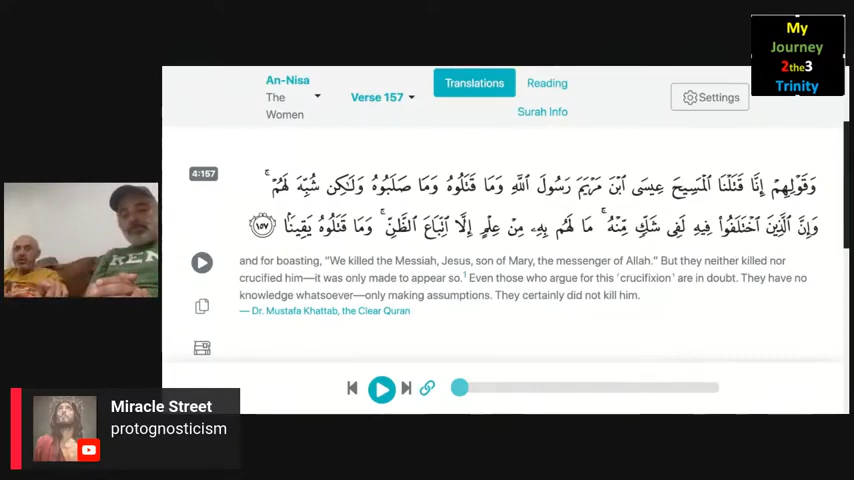 My
Journey
2the3
Trinity
An-Nisa
The
Women
Verse 157
Translations
Reading
Surah Info
Settings
4:157
وَقَوْلِهِمْ إِنَّا قَتَلْنَا ٱلْمَسِيحَ عِيسَى ٱبْنَ مَرْيَمَ رَسُولَ ٱللَّهِ وَمَا قَتَلُوهُ وَمَا صَلَبُوهُ وَلَـٰكِن شُبِّهَ لَهُمْ ۚ
وَإِنَّ ٱلَّذِينَ ٱخْتَلَفُوا۟ فِيهِ لَفِى شَكٍّ مِّنْهُ ۚ مَا لَهُم بِهِۦ مِنْ عِلْمٍ إِلَّا ٱتِّبَاعَ ٱلظَّنِّ ۚ وَمَا قَتَلُوهُ يَقِينًۢا ١٥٧
and for boasting, “We killed the Messiah, Jesus, son of Mary, the messenger of Allah.” But they neither killed nor
crucified him—it was only made to appear so.1 Even those who argue for this ˹crucifixion˺ are in doubt. They have no
knowledge whatsoever—only making assumptions. They certainly did not kill him.
— Dr. Mustafa Khattab, the Clear Quran
Miracle Street
protognosticism